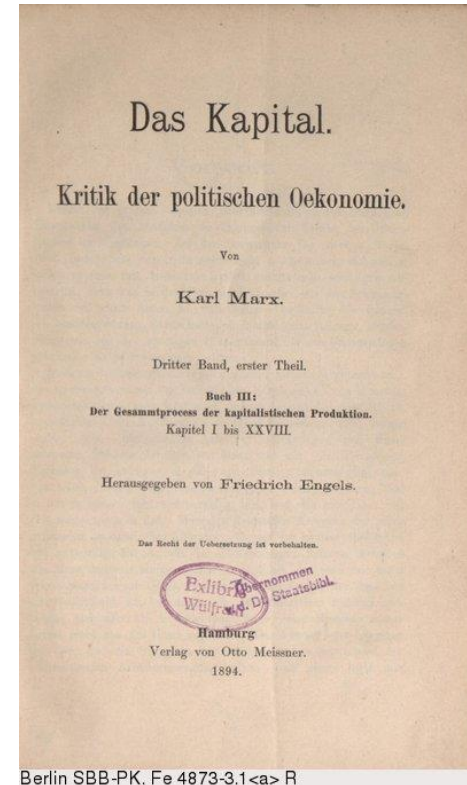 Das Kapital.
Kritik der politischen Oekonomie.
Von
Karl Marx.
Dritter Band, erster Theil.
Buch III:
Der Gesammtprocess der kapitalistischen Produktion.
Kapitel I bis XXVIII.
Herausgegeben von Friedrich Engels.
Das Recht der Uebersetzung ist vorbehalten.
Exlibris
Wülfrath
Übernommen
v. d. Dt. Staatsbibl.
Hamburg
Verlag von Otto Meissner.
1894.
Berlin SBB-PK, Fe 4873-3,1<a> R